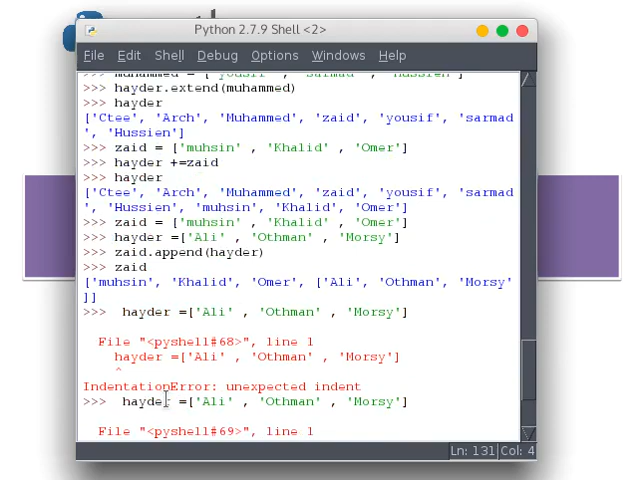 Python 2.7.9 Shell <2>
File Edit Shell Debug Options Windows Help
>>> muhammed = ['yousif' , 'Sarmad' , 'Hussien']
>>> hayder.extend(muhammed)
>>> hayder
['Ctee', 'Arch', 'Muhammed', 'zaid', 'yousif', 'sarmad
', 'Hussien']
>>> zaid = ['muhsin' , 'Khalid' , 'Omer']
>>> hayder +=zaid
>>> hayder
['Ctee', 'Arch', 'Muhammed', 'zaid', 'yousif', 'sarmad
', 'Hussien', 'muhsin', 'Khalid', 'Omer']
>>> zaid = ['muhsin' , 'Khalid' , 'Omer']
>>> hayder =['Ali' , 'Othman' , 'Morsy']
>>> zaid.append(hayder)
>>> zaid
['muhsin', 'Khalid', 'Omer', ['Ali', 'Othman', 'Morsy'
]]
>>>  hayder =['Ali' , 'Othman' , 'Morsy']
File "<pyshell#68>", line 1
hayder =['Ali' , 'Othman' , 'Morsy']
^
IndentationError: unexpected indent
>>>  hayder =['Ali' , 'Othman' , 'Morsy']
File "<pyshell#69>", line 1
Ln: 131 Col: 4